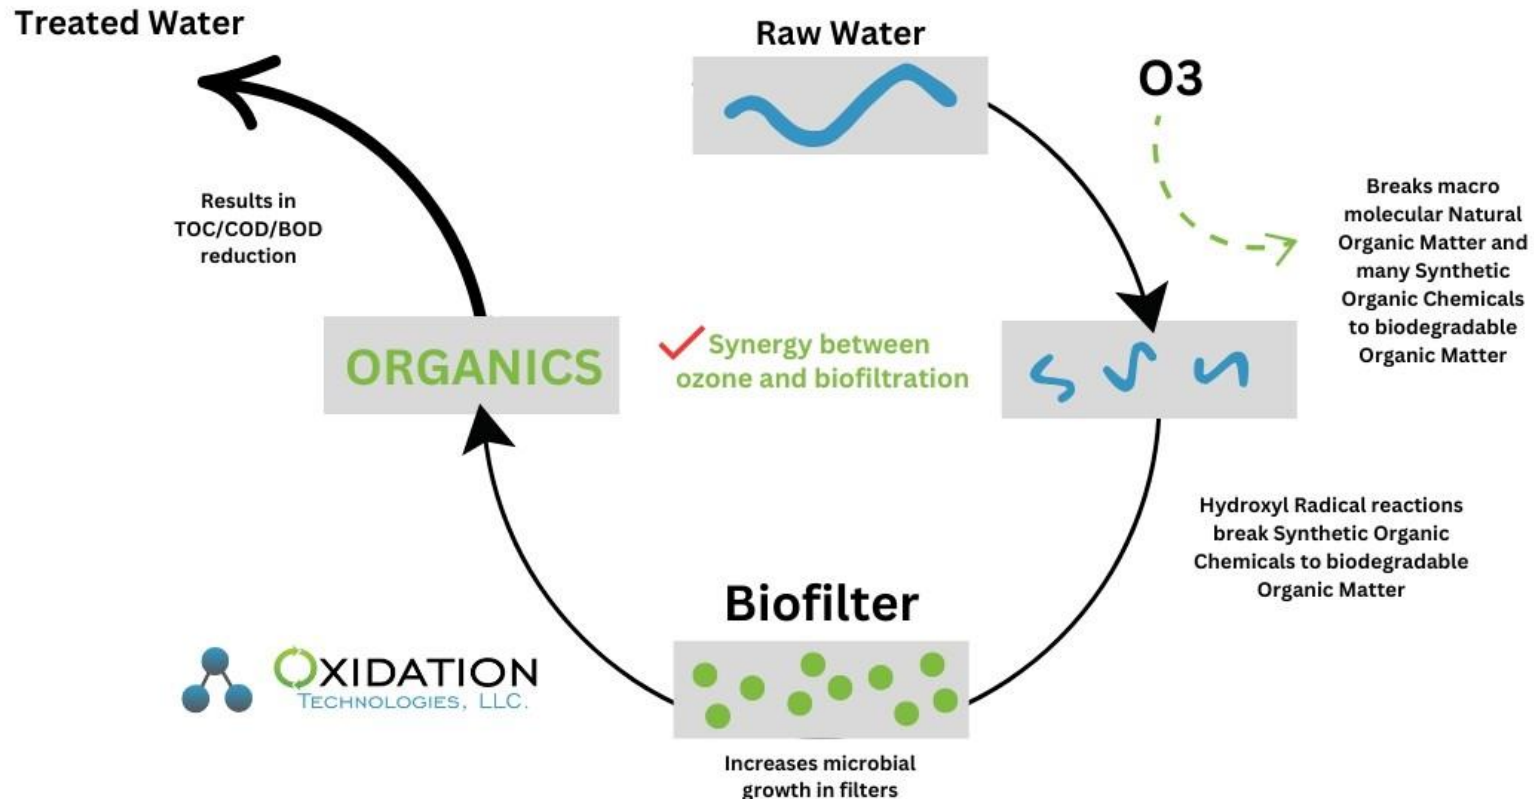 Treated Water
Raw Water
O3
Breaks macro
molecular Natural
Organic Matter and
many Synthetic
Organic Chemicals
to biodegradable
Organic Matter
Results in
TOC/COD/BOD
reduction
ORGANICS
Synergy between
ozone and biofiltration
Hydroxyl Radical reactions
break Synthetic Organic
Chemicals to biodegradable
Organic Matter
Biofilter
Increases microbial
growth in filters
OXIDATION
TECHNOLOGIES, LLC.